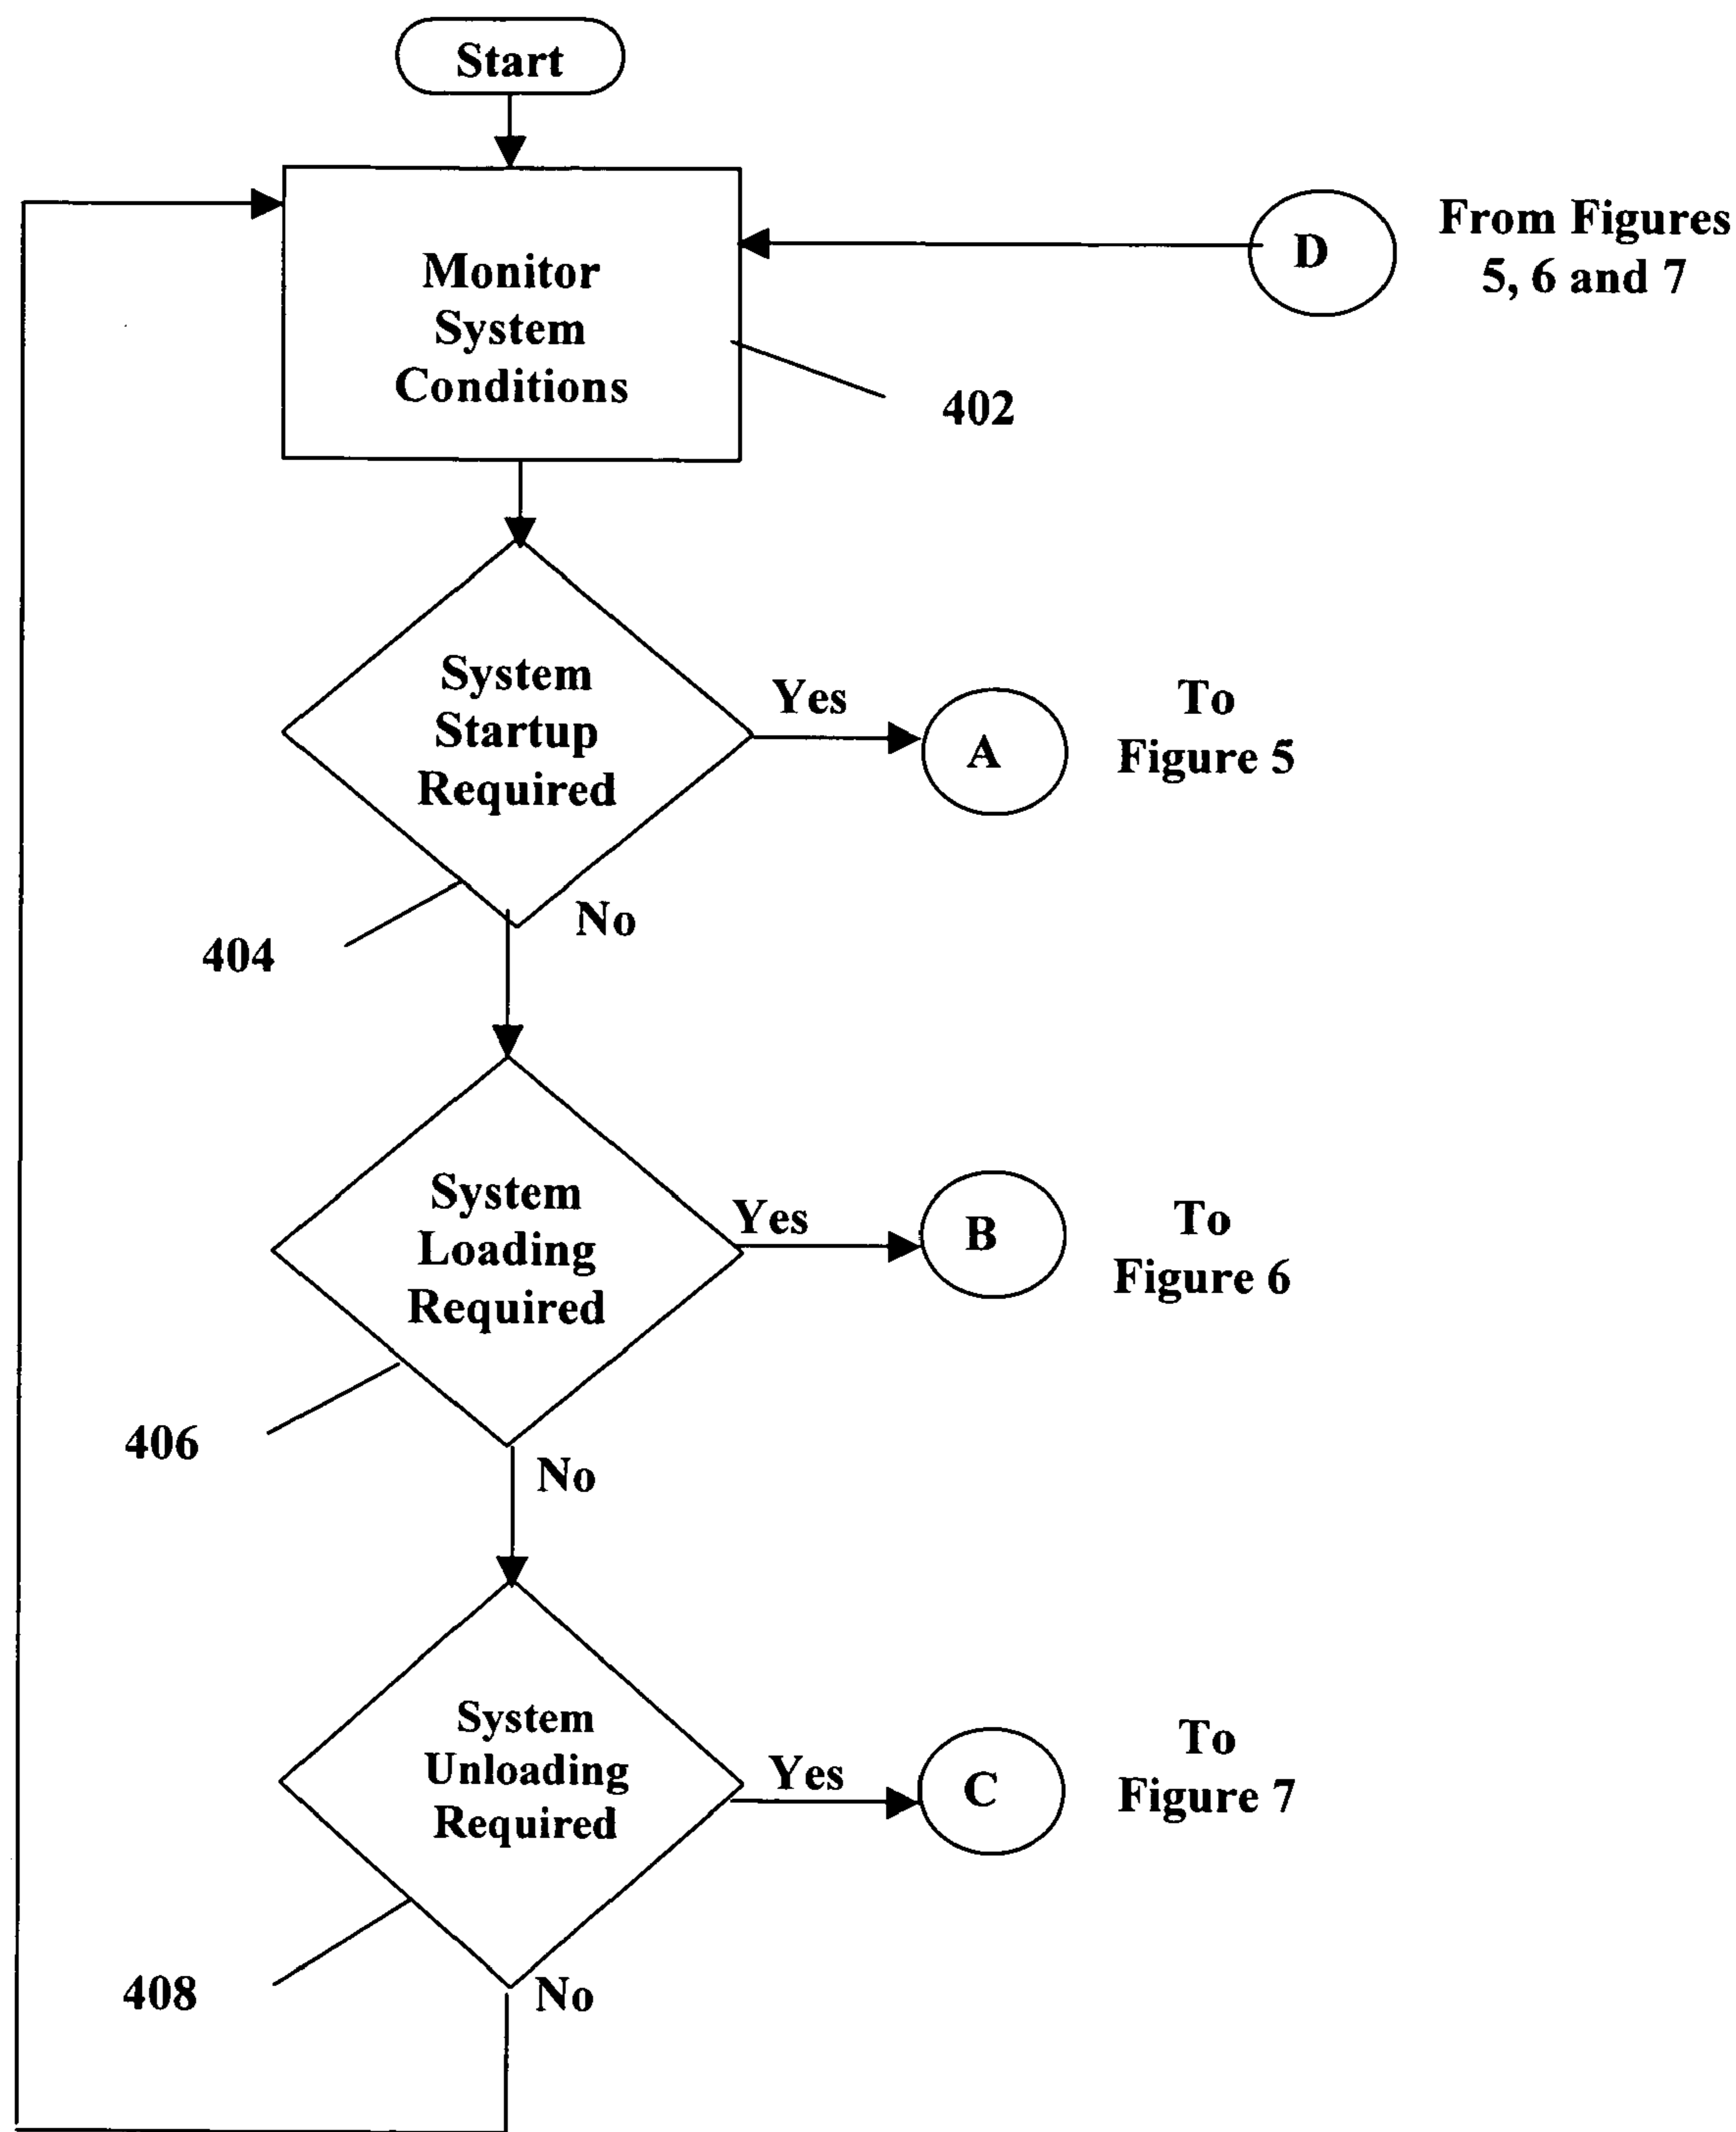 Start
Monitor
System
Conditions
D
From Figures
5, 6 and 7
402
System
Startup
Required
Yes
A
To
Figure 5
404
No
System
Loading
Required
Yes
B
To
Figure 6
406
No
System
Unloading
Required
Yes
C
To
Figure 7
408
No